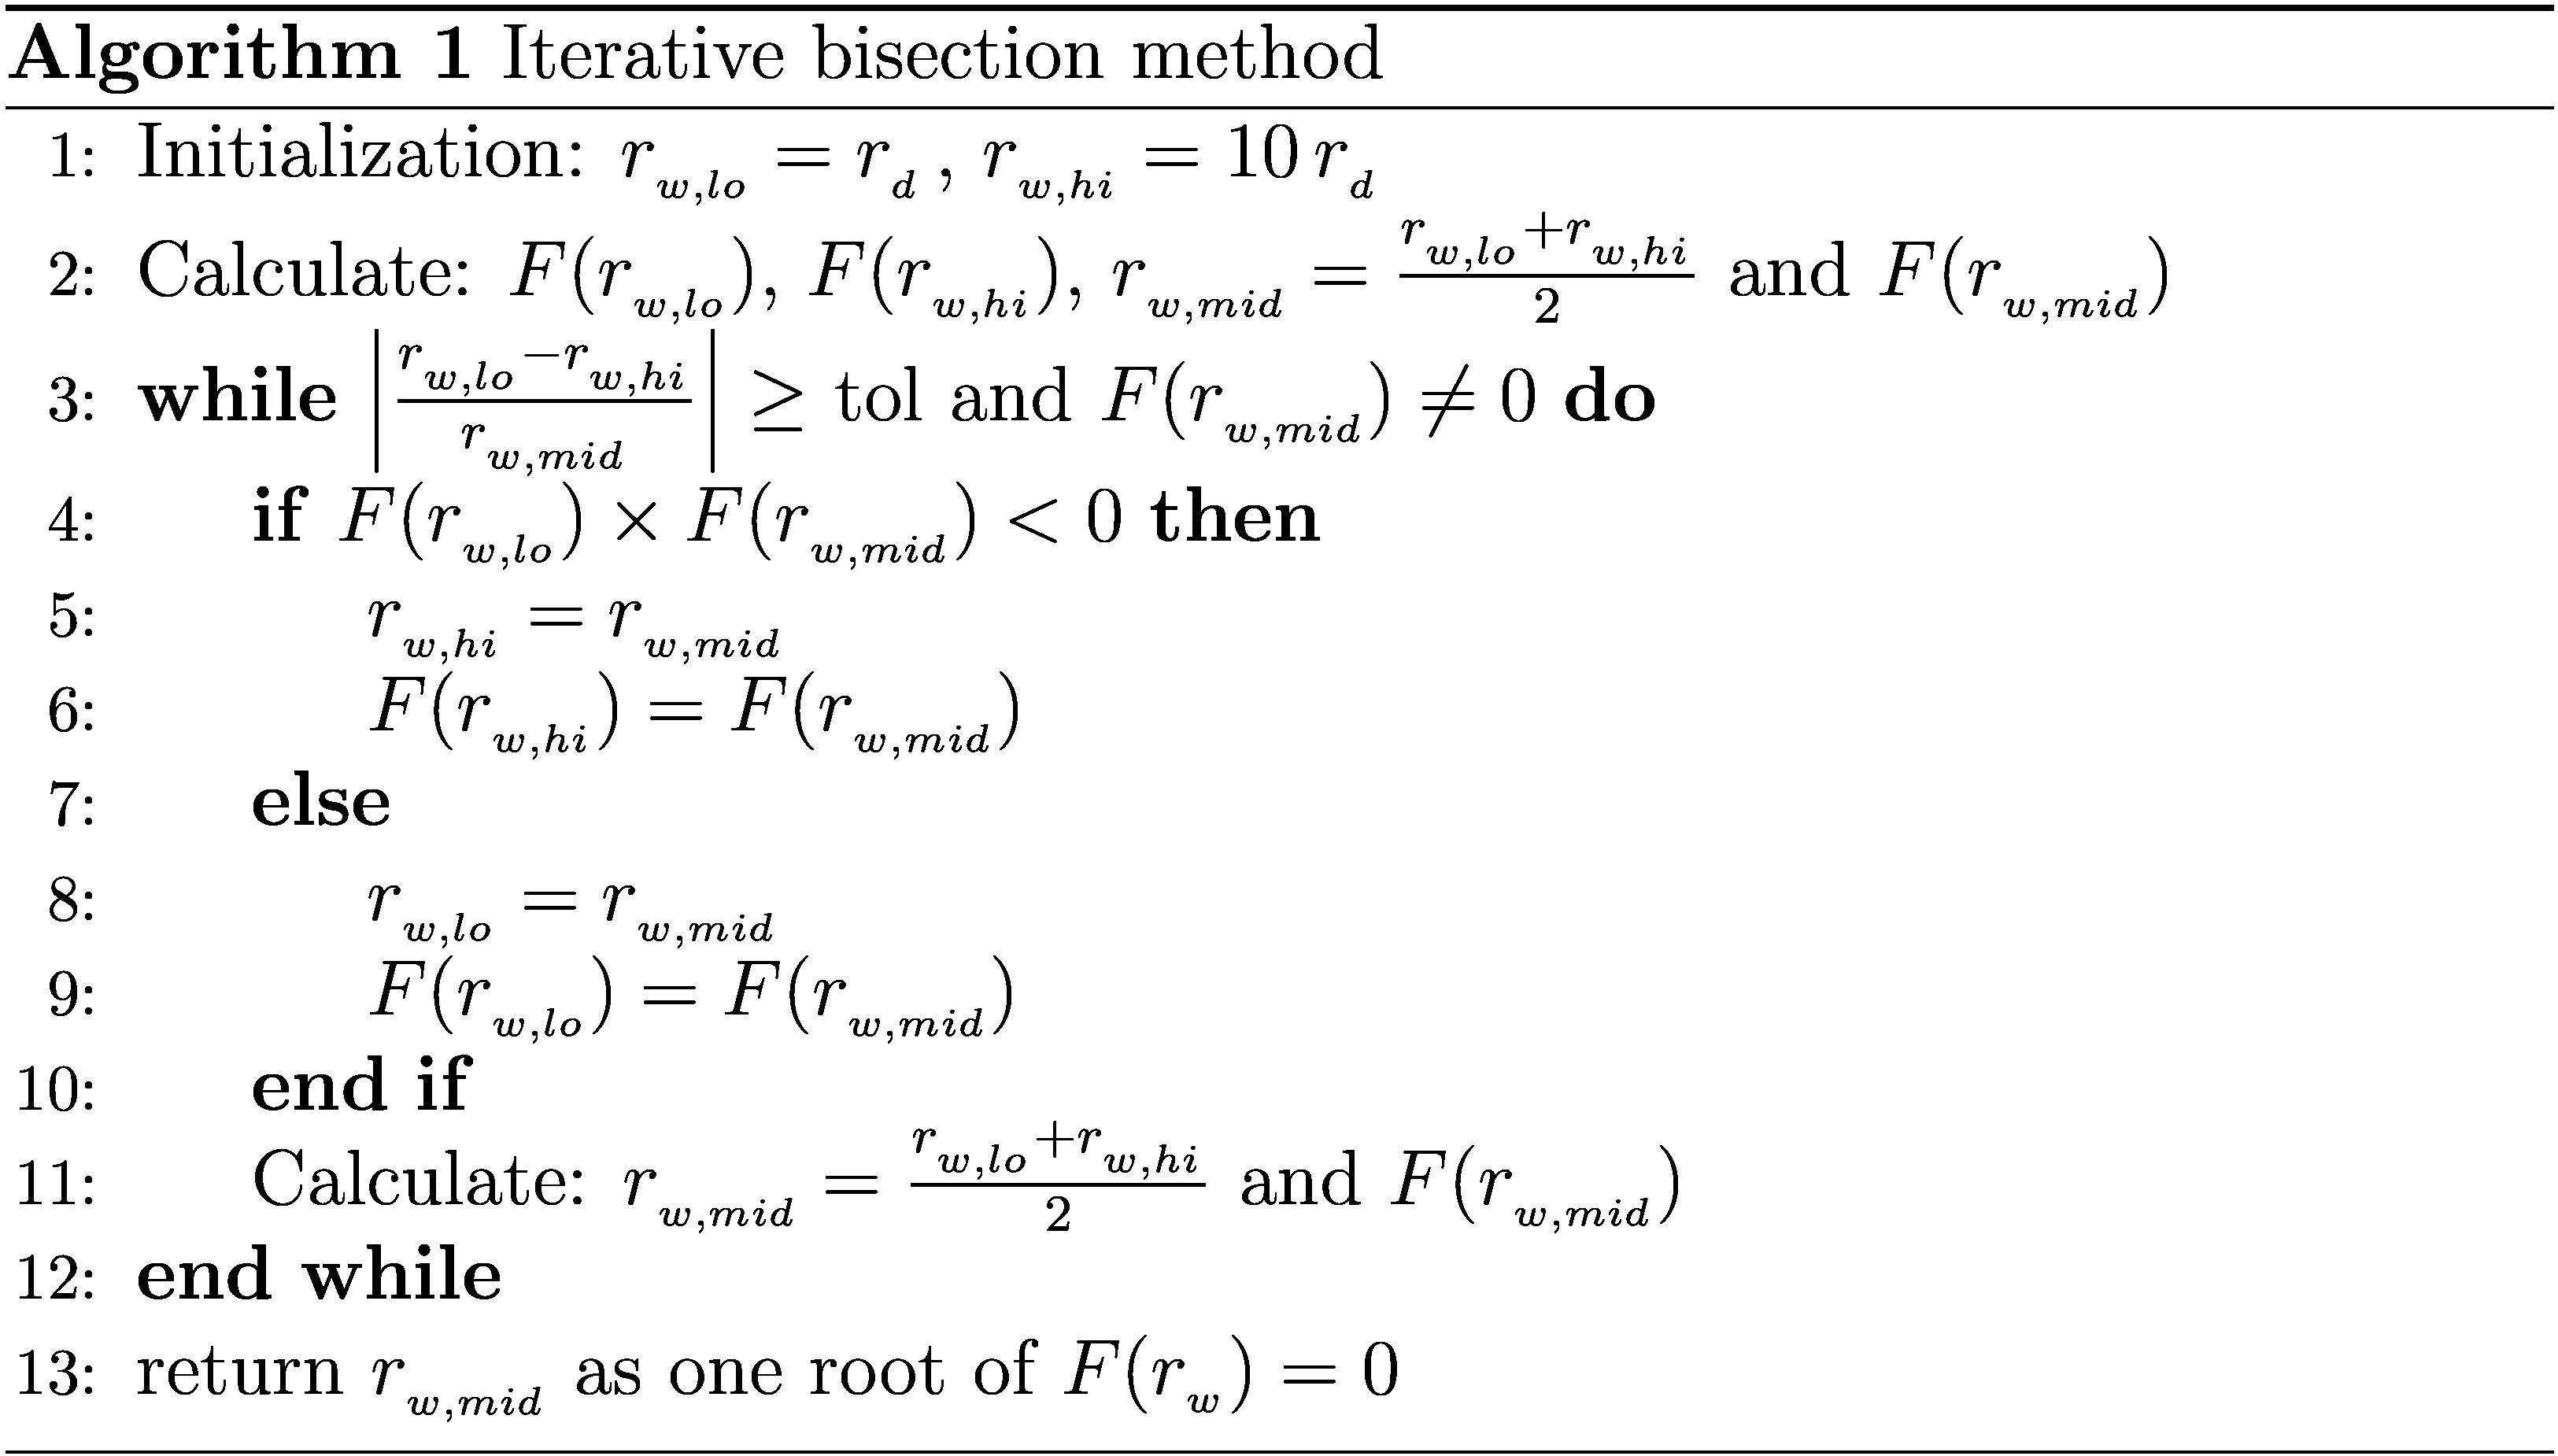 Algorithm 1 Iterative bisection method
1: Initialization: $r_{w,lo} = r_d$ , $r_{w,hi} = 10\, r_d$
2: Calculate: $F(r_{w,lo})$, $F(r_{w,hi})$, $r_{w,mid} = \frac{r_{w,lo}+r_{w,hi}}{2}$ and $F(r_{w,mid})$
3: while $\left|\frac{r_{w,lo}-r_{w,hi}}{r_{w,mid}}\right| \geq$ tol and $F(r_{w,mid}) \neq 0$ do
4: if $F(r_{w,lo}) \times F(r_{w,mid}) < 0$ then
5: $r_{w,hi} = r_{w,mid}$
6: $F(r_{w,hi}) = F(r_{w,mid})$
7: else
8: $r_{w,lo} = r_{w,mid}$
9: $F(r_{w,lo}) = F(r_{w,mid})$
10: end if
11: Calculate: $r_{w,mid} = \frac{r_{w,lo}+r_{w,hi}}{2}$ and $F(r_{w,mid})$
12: end while
13: return $r_{w,mid}$ as one root of $F(r_w) = 0$